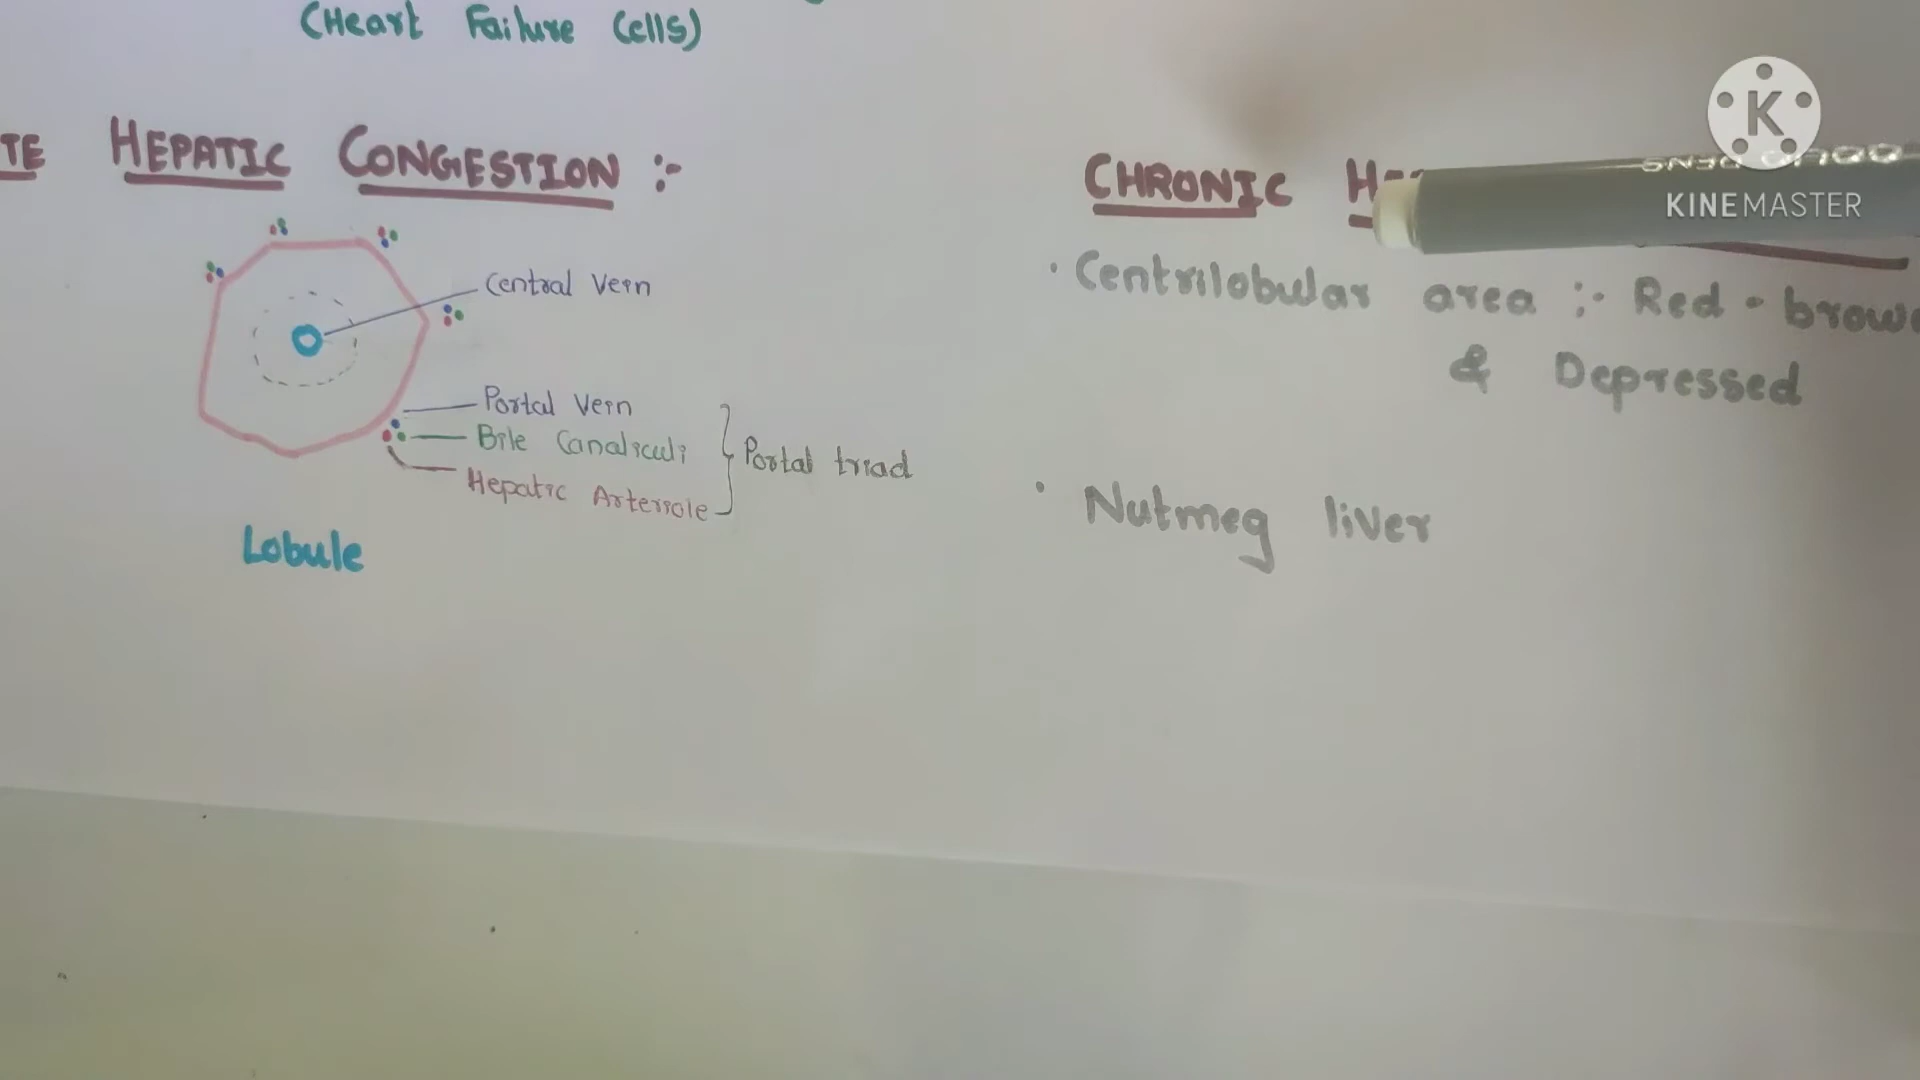 (Heart Failure Cells)
TE HEPATIC CONGESTION :-
Central Vein
Portal Vein
Bile Canaliculi
Hepatic Arteriole
Portal triad
Lobule
CHRONIC
• Centrilobular area :- Red - brown
& Depressed
• Nutmeg liver
K
KINEMASTER